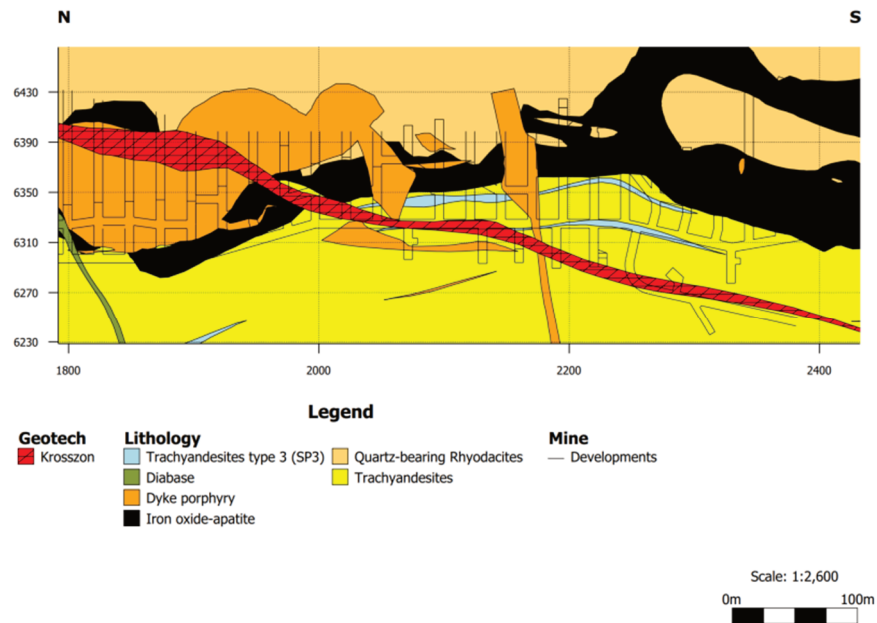 N S
6430
6390
6350
6310
6270
6230
1800 2000 2200 2400
Legend
Geotech Lithology Mine
Krosszon Trachyandesites type 3 (SP3) Quartz-bearing Rhyodacites Developments
Diabase Trachyandesites
Dyke porphyry
Iron oxide-apatite
Scale: 1:2,600
0m 100m